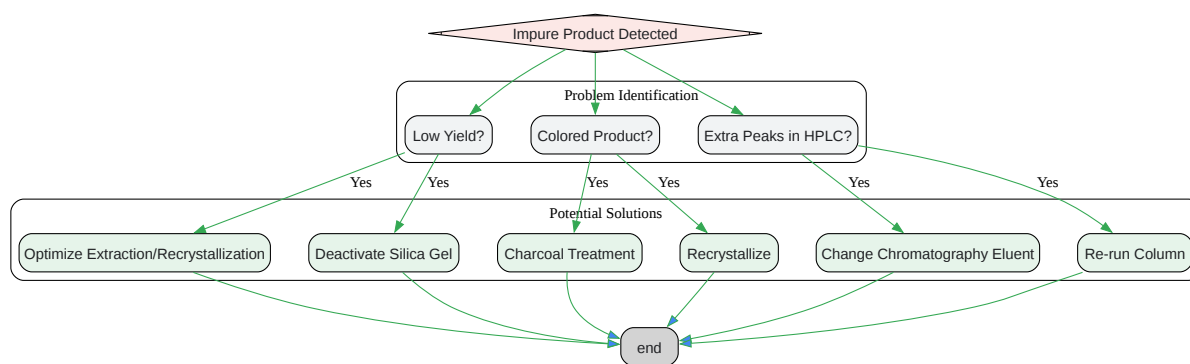 Impure Product Detected
Problem Identification
Low Yield?
Colored Product?
Extra Peaks in HPLC?
Yes
Yes
Yes
Yes
Yes
Yes
Potential Solutions
Optimize Extraction/Recrystallization
Deactivate Silica Gel
Charcoal Treatment
Recrystallize
Change Chromatography Eluent
Re-run Column
end